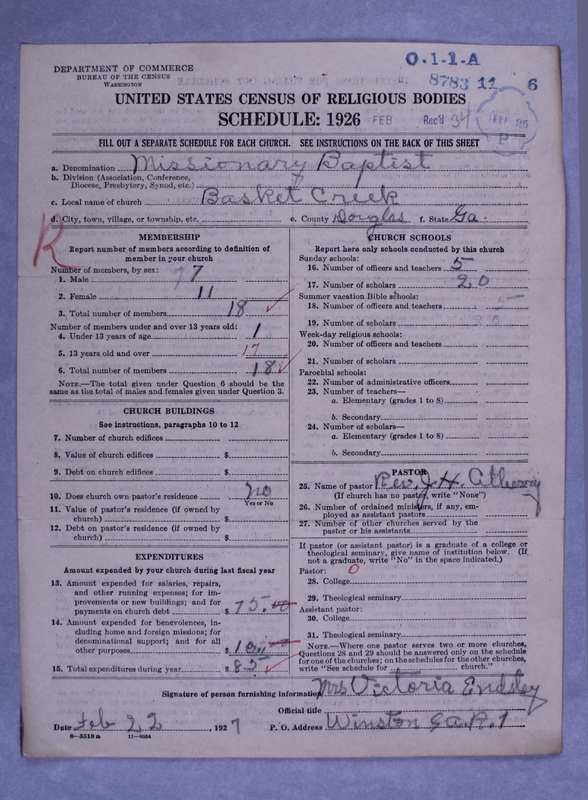 O-1-1-A
8783 11 6
DEPARTMENT OF COMMERCE
BUREAU OF THE CENSUS
WASHINGTON
UNITED STATES CENSUS OF RELIGIOUS BODIES
SCHEDULE: 1926 FEB Rec'd 34 FEB 25
P
FILL OUT A SEPARATE SCHEDULE FOR EACH CHURCH. SEE INSTRUCTIONS ON THE BACK OF THIS SHEET
a. Denomination Missionary Baptist
b. Division (Association, Conference, Diocese, Presbytery, Synod, etc.)
c. Local name of church Basket Creek
d. City, town, village, or township, etc. e. County Douglas f. State Ga.
R
MEMBERSHIP
Report number of members according to definition of member in your church
Number of members, by sex:
1. Male 7
2. Female 11
3. Total number of members 18
Number of members under and over 13 years old:
4. Under 13 years of age 1
5. 13 years old and over 17
6. Total number of members 18
NOTE.—The total given under Question 6 should be the same as the total of males and females given under Question 3.
CHURCH BUILDINGS
See instructions, paragraphs 10 to 12
7. Number of church edifices
8. Value of church edifices $
9. Debt on church edifices $
10. Does church own pastor's residence no
Yes or No
11. Value of pastor's residence (if owned by church) $
12. Debt on pastor's residence (if owned by church) $
EXPENDITURES
Amount expended by your church during last fiscal year
13. Amount expended for salaries, repairs, and other running expenses; for improvements or new buildings; and for payments on church debt $ 75.00
14. Amount expended for benevolences, including home and foreign missions; for denominational support; and for all other purposes $ 10.00
15. Total expenditures during year $ 85
CHURCH SCHOOLS
Report here only schools conducted by this church
Sunday schools:
16. Number of officers and teachers 5
17. Number of scholars 20
Summer vacation Bible schools:
18. Number of officers and teachers 5
19. Number of scholars 20
Week-day religious schools:
20. Number of officers and teachers
21. Number of scholars
Parochial schools:
22. Number of administrative officers
23. Number of teachers—
a. Elementary (grades 1 to 8)
b. Secondary
24. Number of scholars—
a. Elementary (grades 1 to 8)
b. Secondary
PASTOR
25. Name of pastor Rev. J. H.
(If church has no pastor, write "None")
26. Number of ordained ministers, if any, employed as assistant pastors
27. Number of other churches served by the pastor or his assistants
If pastor (or assistant pastor) is a graduate of a college or theological seminary, give name of institution below. (If not a graduate, write "No" in the space indicated.)
Pastor: 0
28. College
29. Theological seminary
Assistant pastor:
30. College
31. Theological seminary
NOTE.—Where one pastor serves two or more churches, Questions 28 and 29 should be answered only on the schedule for one of the churches; on the schedules for the other churches, write "See schedule for church."
Signature of person furnishing information Mrs Victoria Endsley
Official title
Date Feb 22, 1927 P. O. Address Winston Ga. R. 1
8—5518 a 11—9054